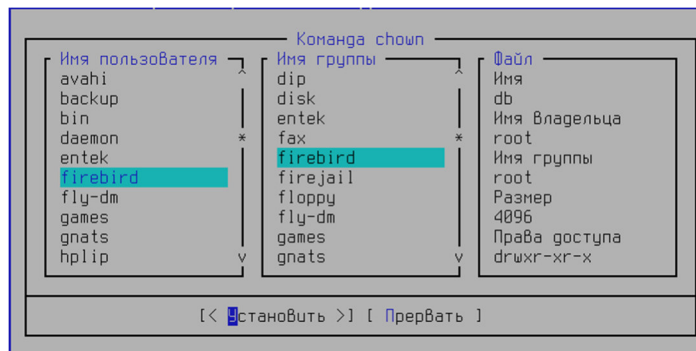 Команда chown
Имя пользователя
avahi
backup
bin
daemon
entek
firebird
fly-dm
games
gnats
hplip
Имя группы
dip
disk
entek
fax
firebird
firejail
floppy
fly-dm
games
gnats
Файл
Имя
db
Имя владельца
root
Имя группы
root
Размер
4096
Права доступа
drwxr-xr-x
[< Установить >] [ Прервать ]